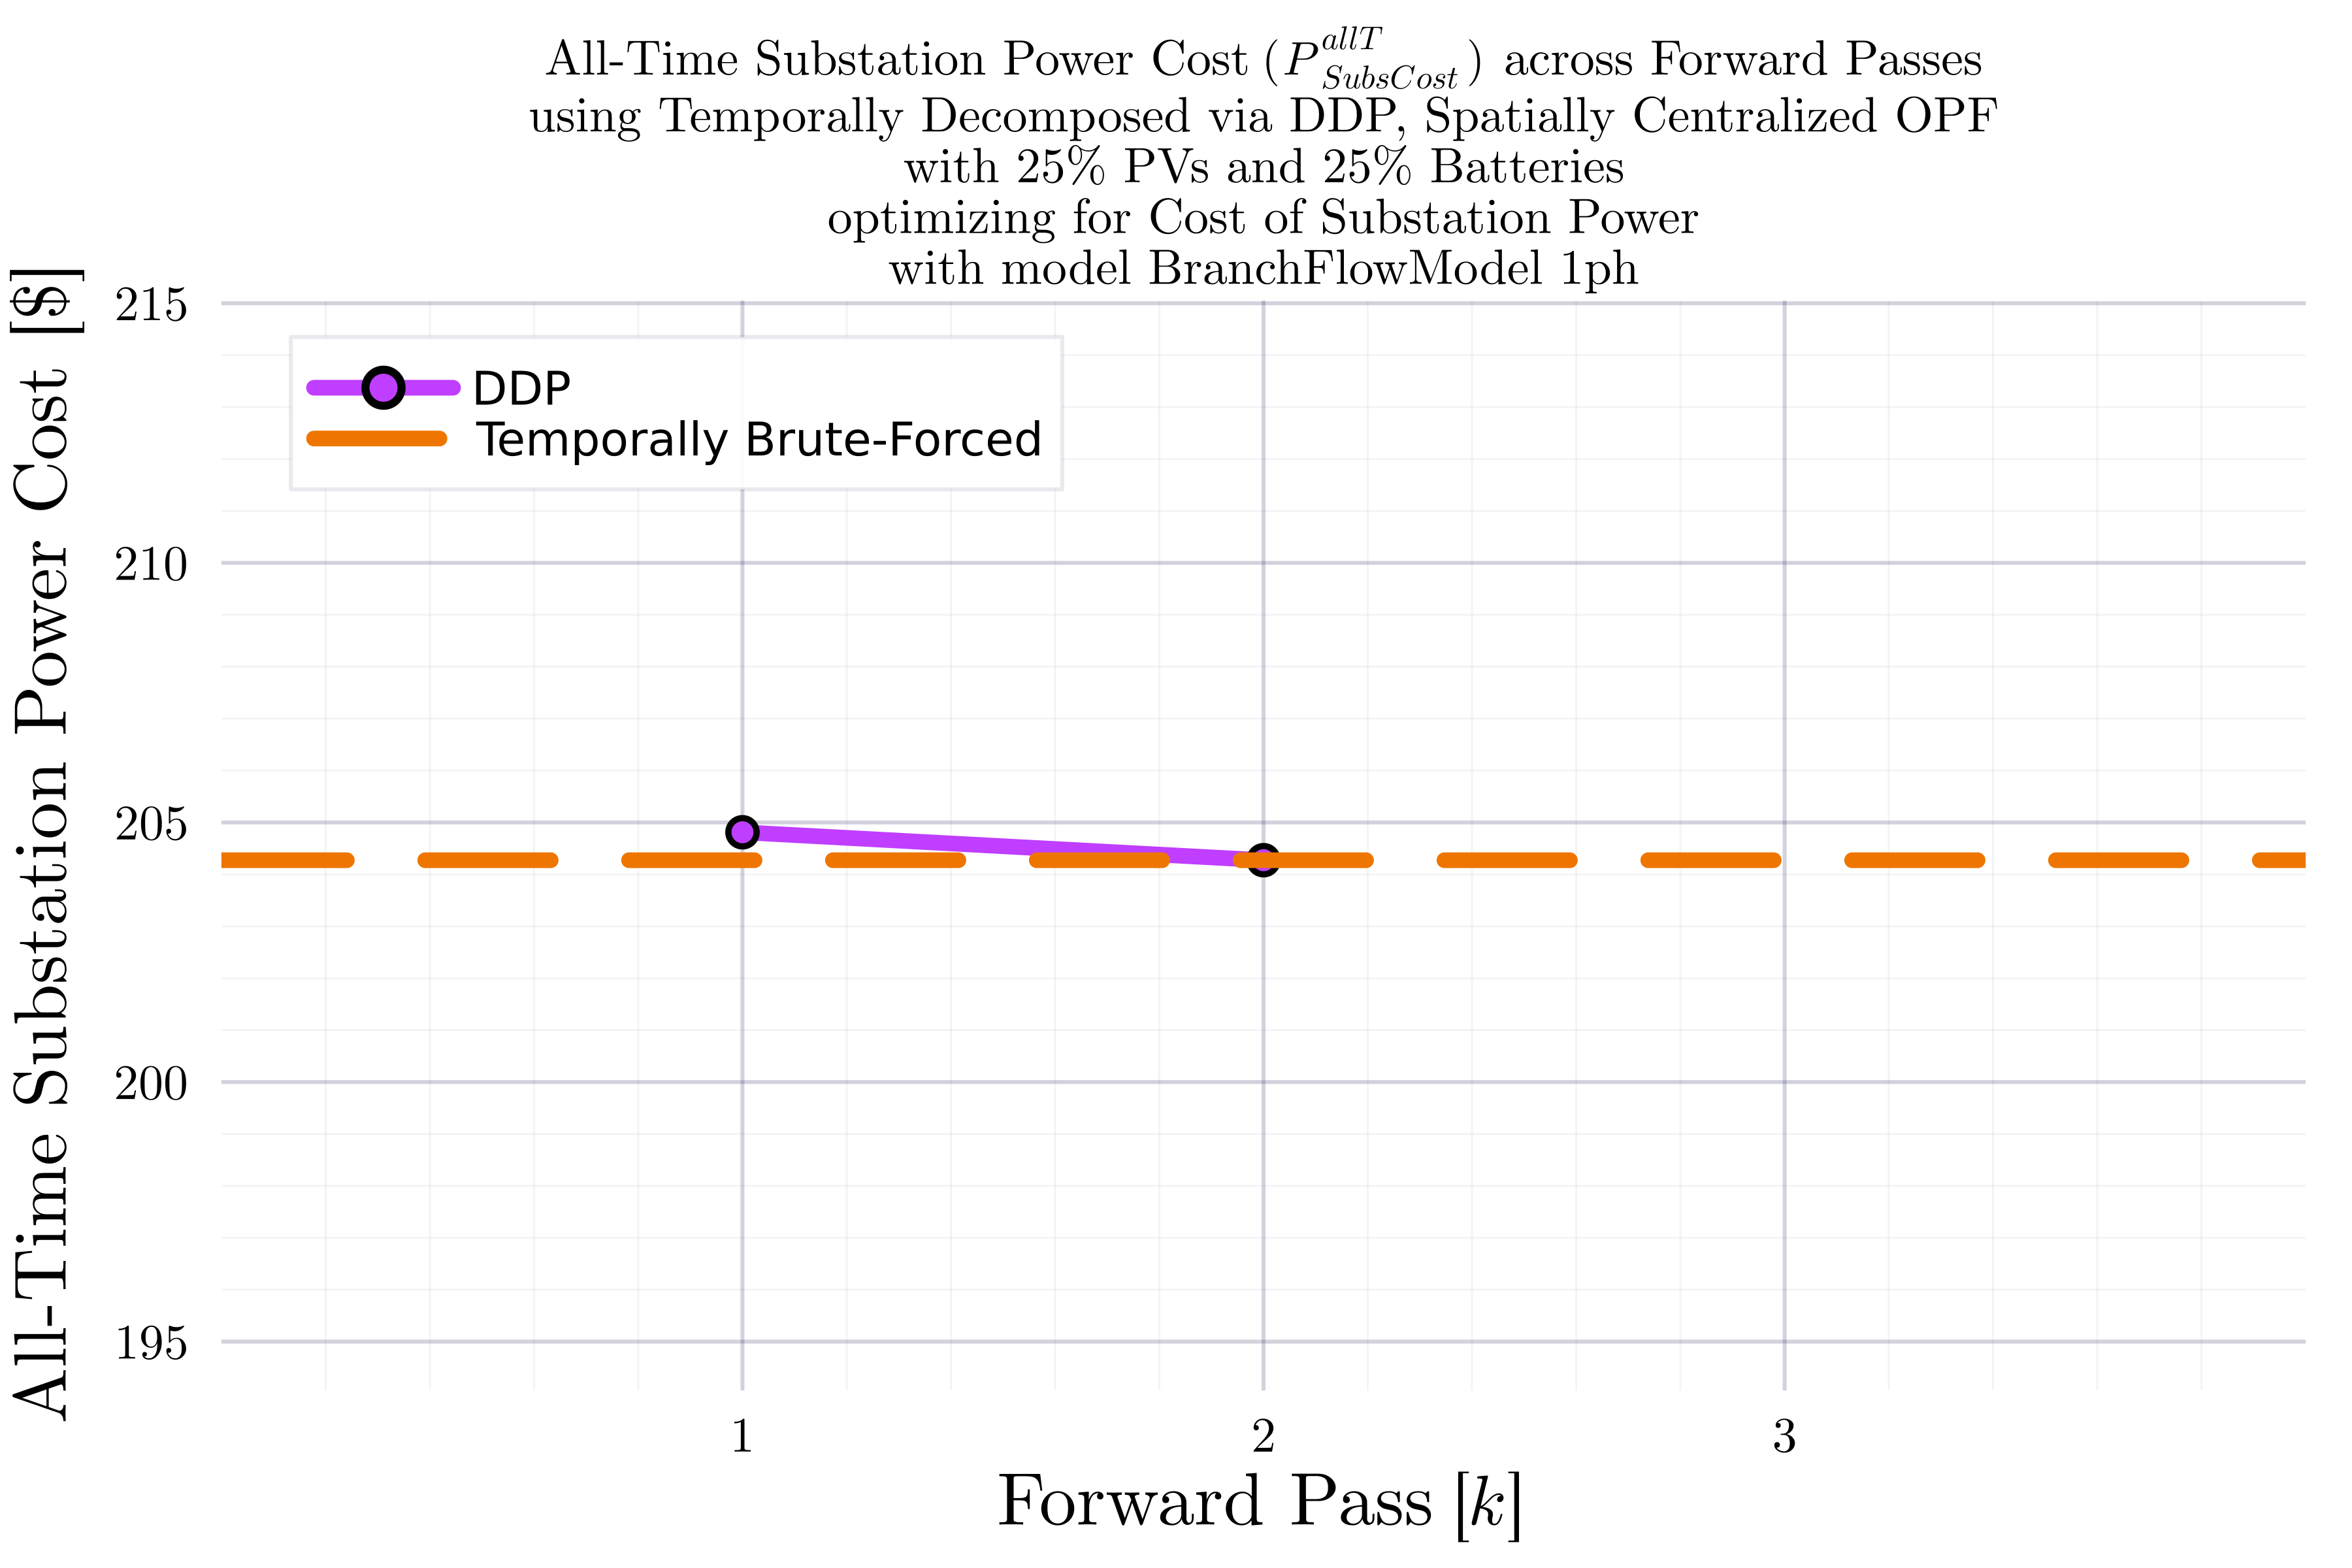 All-Time Substation Power Cost ($P_{SubsCost}^{allT}$) across Forward Passes
using Temporally Decomposed via DDP, Spatially Centralized OPF
with 25% PVs and 25% Batteries
optimizing for Cost of Substation Power
with model BranchFlowModel 1ph
All-Time Substation Power Cost [$]
215
210
205
200
195
DDP
Temporally Brute-Forced
1
2
3
Forward Pass [k]